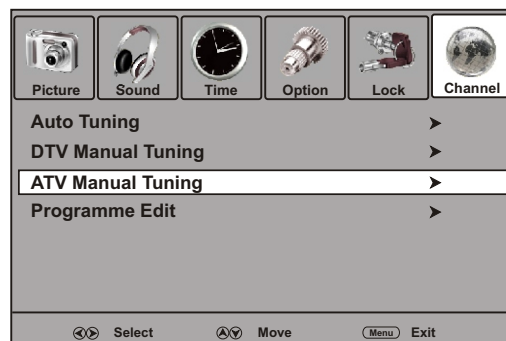 Picture Sound Time Option Lock Channel
Auto Tuning
DTV Manual Tuning
ATV Manual Tuning
Programme Edit
Select Move Menu Exit